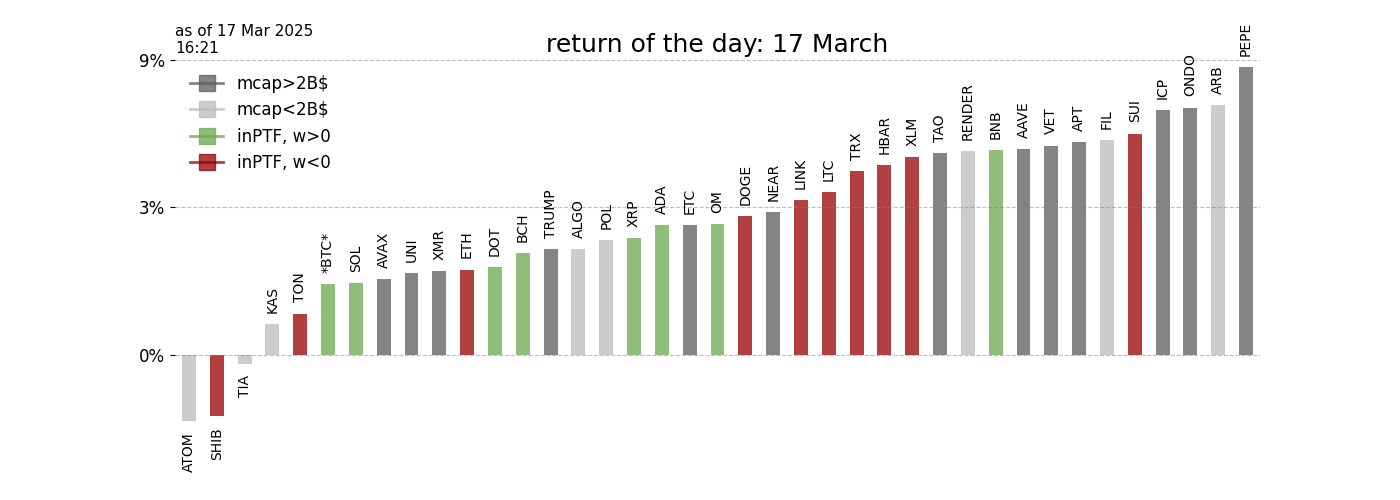 as of 17 Mar 2025
16:21
return of the day: 17 March
9%
3%
0%
mcap>2B$
mcap<2B$
inPTF, w>0
inPTF, w<0
ATOM
SHIB
TIA
KAS
TON
*BTC*
SOL
AVAX
UNI
XMR
ETH
DOT
BCH
TRUMP
ALGO
POL
XRP
ADA
ETC
OM
DOGE
NEAR
LINK
LTC
TRX
HBAR
XLM
TAO
RENDER
BNB
AAVE
VET
APT
FIL
SUI
ICP
ONDO
ARB
PEPE